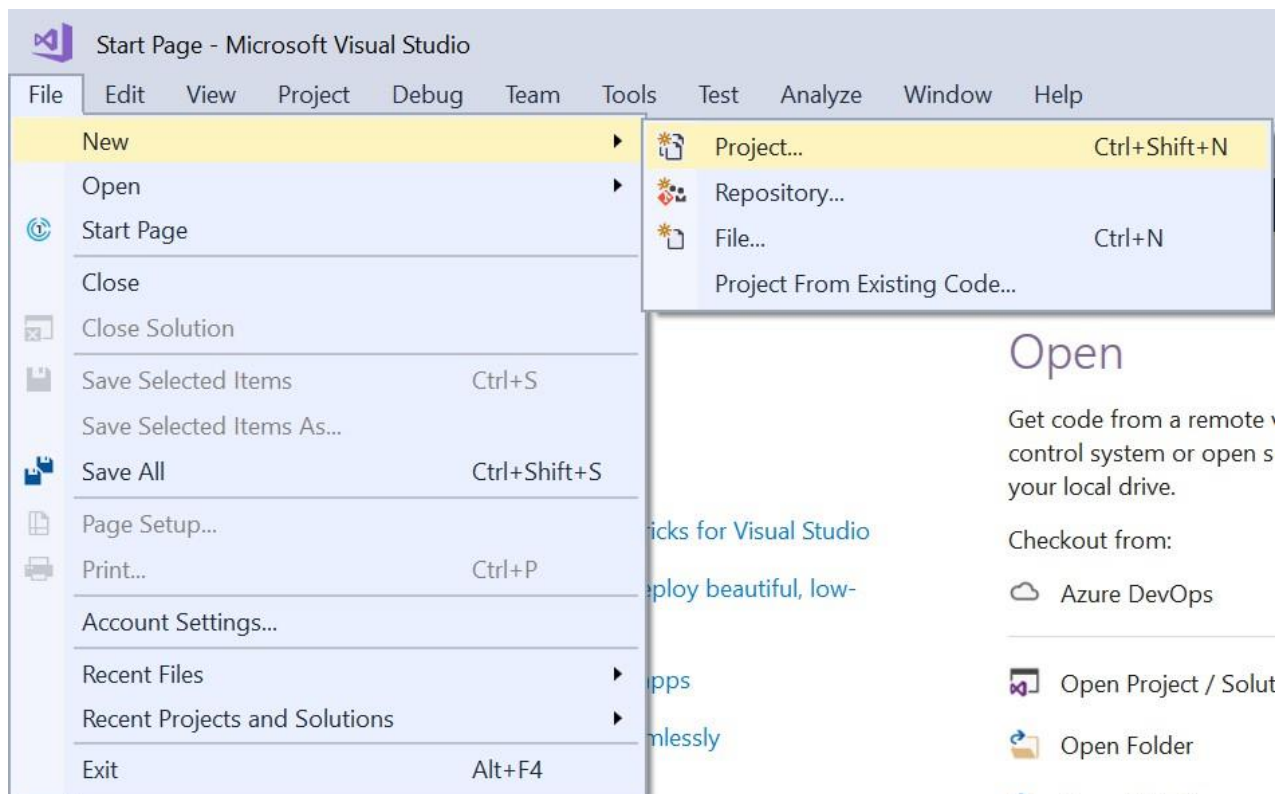 Start Page - Microsoft Visual Studio
File Edit View Project Debug Team Tools Test Analyze Window Help
New
Project... Ctrl+Shift+N
Repository...
File... Ctrl+N
Project From Existing Code...
Open
Start Page
Close
Close Solution
Save Selected Items Ctrl+S
Save Selected Items As...
Save All Ctrl+Shift+S
Page Setup...
Print... Ctrl+P
Account Settings...
Recent Files
Recent Projects and Solutions
Exit Alt+F4
icks for Visual Studio
eploy beautiful, low-
apps
mlessly
Open
Get code from a remote v
control system or open s
your local drive.
Checkout from:
Azure DevOps
Open Project / Solut
Open Folder